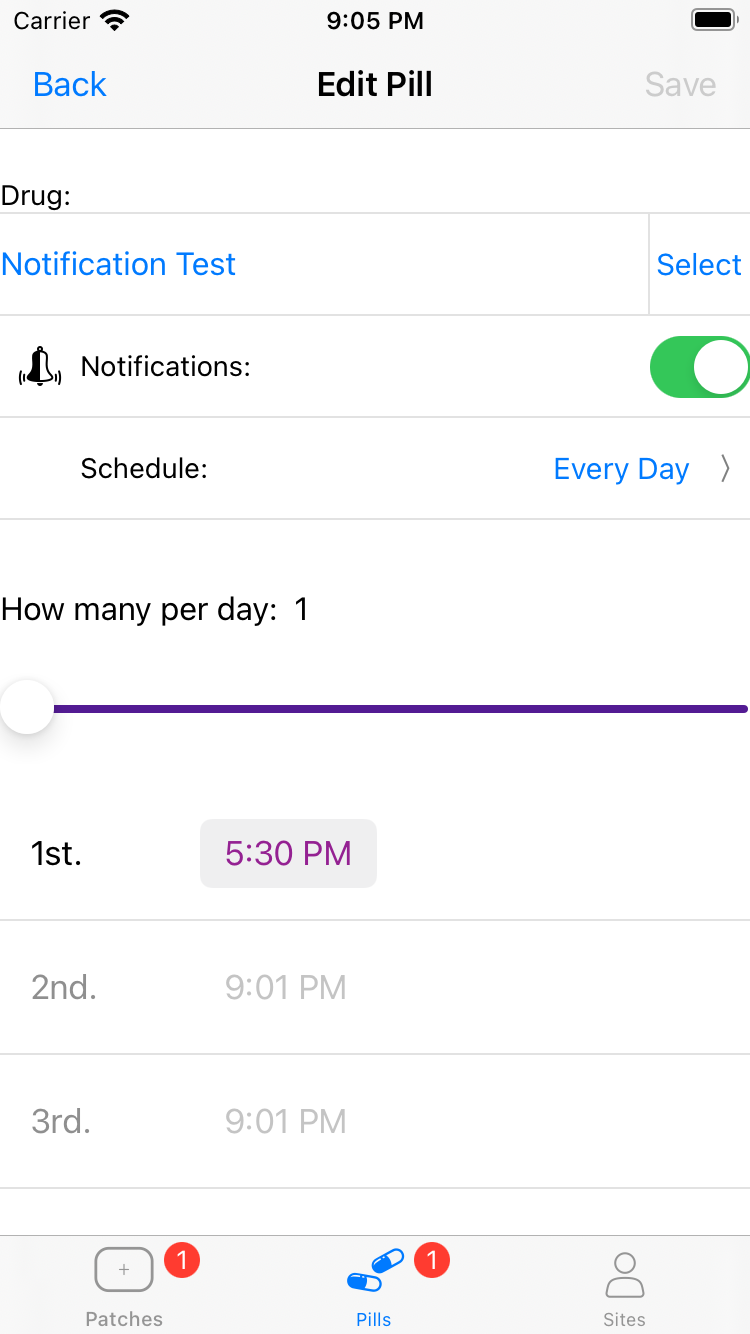 Carrier 9:05 PM
Back Edit Pill Save
Drug:
Notification Test Select
Notifications:
Schedule: Every Day
How many per day: 1
1st. 5:30 PM
2nd. 9:01 PM
3rd. 9:01 PM
1 1
Patches Pills Sites